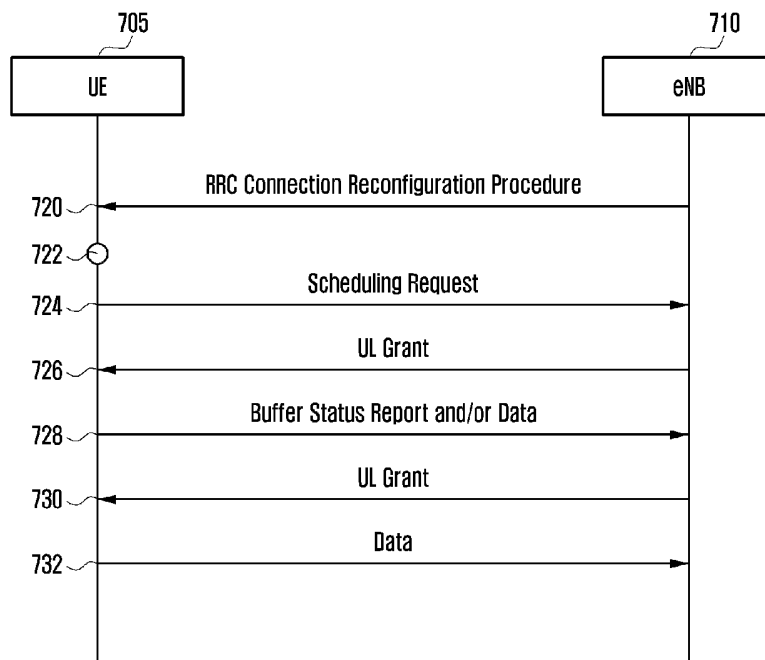 705
710
UE
eNB
RRC Connection Reconfiguration Procedure
720
722
Scheduling Request
724
UL Grant
726
Buffer Status Report and/or Data
728
UL Grant
730
Data
732